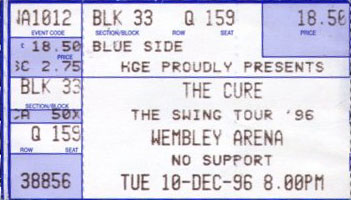 WA1012 BLK 33 Q 159 18.50
EVENT CODE SECTION/BLOCK ROW SEAT
18.50 BLUE SIDE
SC 2.75 KGE PROUDLY PRESENTS
BLK 33 THE CURE
SECTION/BLOCK
CA 50X THE SWING TOUR '96
Q 159 WEMBLEY ARENA
ROW SEAT
NO SUPPORT
38856 TUE 10-DEC-96 8.00PM